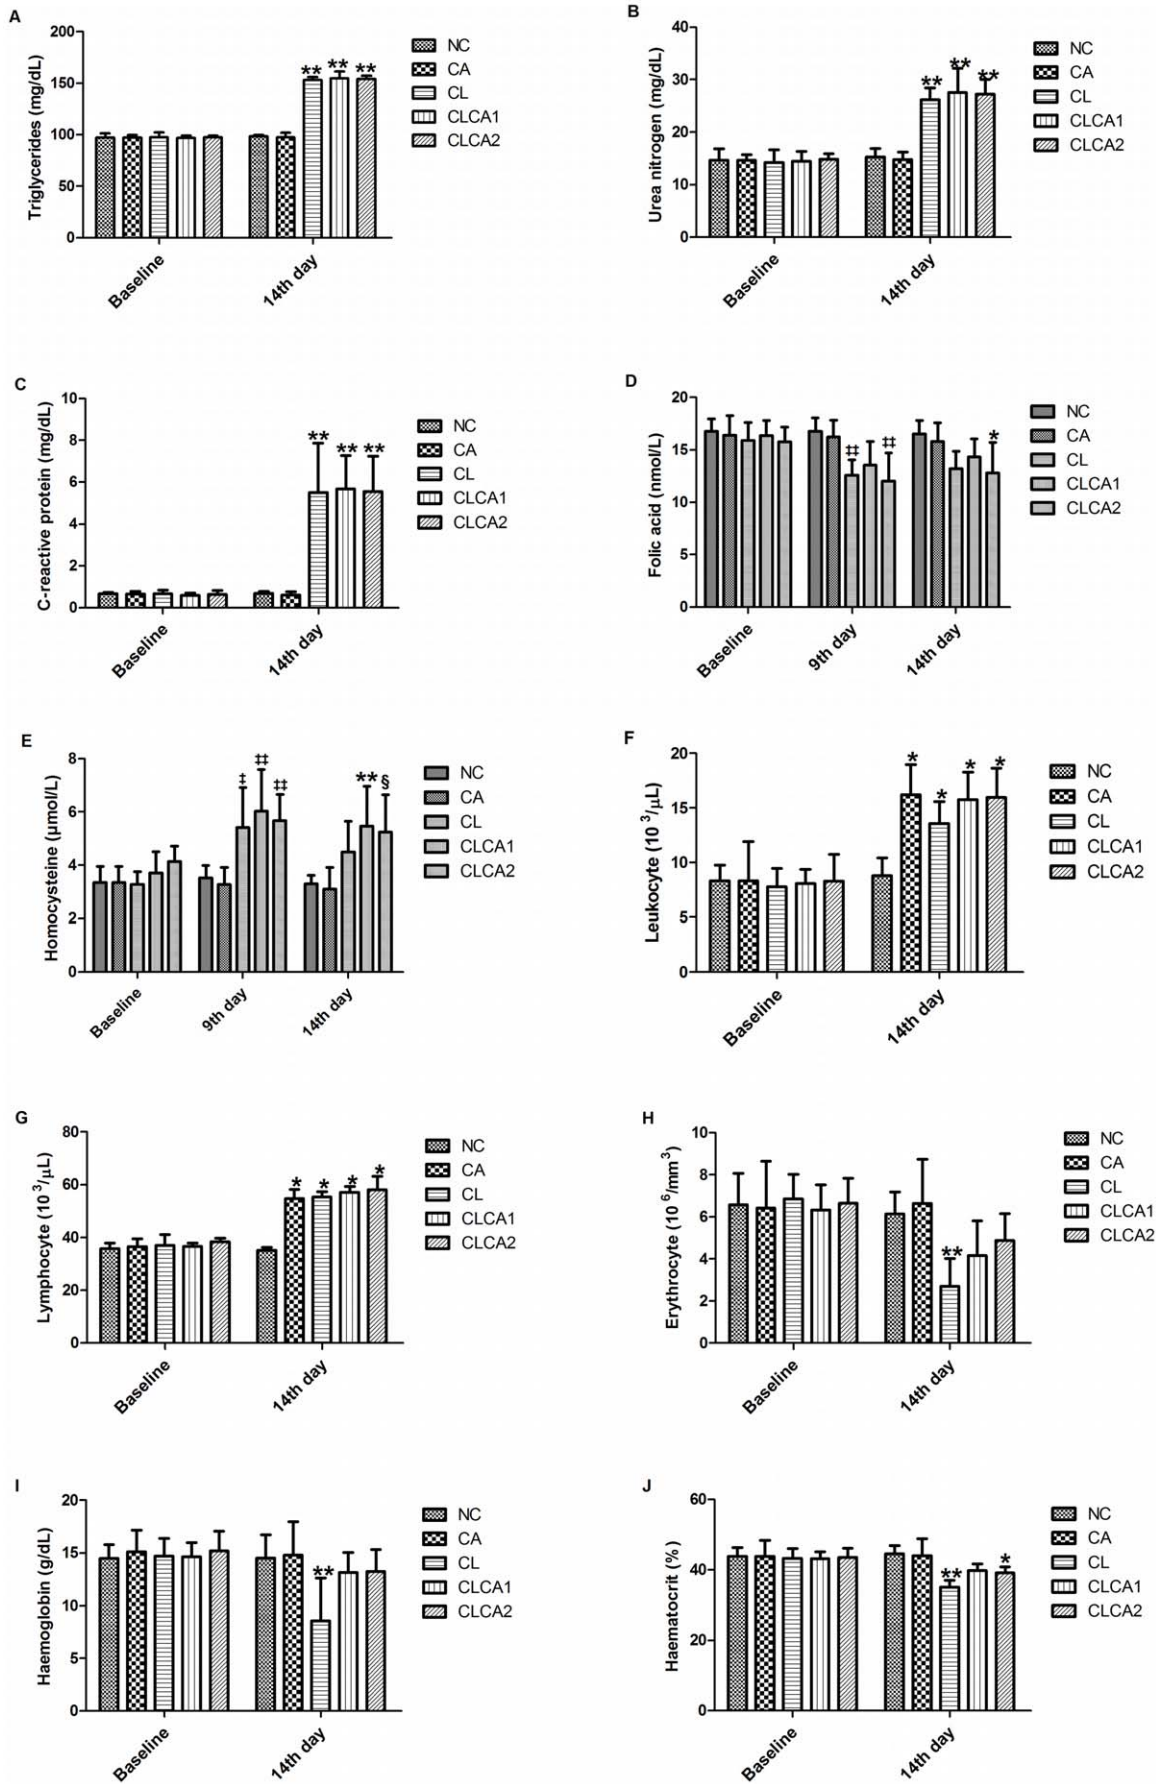 A
Triglycerides (mg/dL)
200
150
100
50
0
** ** **
Baseline
14th day
NC
CA
CL
CLCA1
CLCA2
B
Urea nitrogen (mg/dL)
40
30
20
10
0
** ** **
Baseline
14th day
NC
CA
CL
CLCA1
CLCA2
C
C-reactive protein (mg/dL)
10
8
6
4
2
0
** ** **
Baseline
14th day
NC
CA
CL
CLCA1
CLCA2
D
Folic acid (nmol/L)
20
15
10
5
0
‡‡ ‡‡ *
Baseline
9th day
14th day
NC
CA
CL
CLCA1
CLCA2
E
Homocysteine (µmol/L)
8
6
4
2
0
‡ ‡‡ ‡‡ ** §
Baseline
9th day
14th day
NC
CA
CL
CLCA1
CLCA2
F
Leukocyte (10 3/µL)
20
15
10
5
0
* * * *
Baseline
14th day
NC
CA
CL
CLCA1
CLCA2
G
Lymphocyte (10 3/µL)
80
60
40
20
0
* * * *
Baseline
14th day
NC
CA
CL
CLCA1
CLCA2
H
Erythrocyte (10 6/mm3)
10
8
6
4
2
0
**
Baseline
14th day
NC
CA
CL
CLCA1
CLCA2
I
Haemoglobin (g/dL)
20
15
10
5
0
**
Baseline
14th day
NC
CA
CL
CLCA1
CLCA2
J
Haematocrit (%)
60
40
20
0
** *
Baseline
14th day
NC
CA
CL
CLCA1
CLCA2